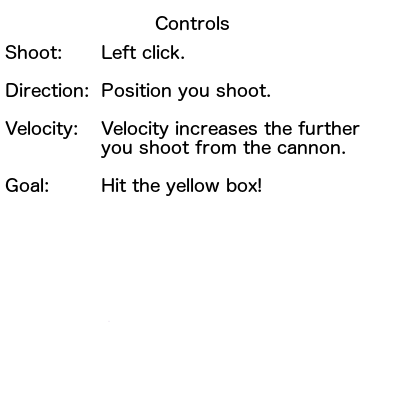 Controls
Shoot: Left click.
Direction: Position you shoot.
Velocity: Velocity increases the further
you shoot from the cannon.
Goal: Hit the yellow box!